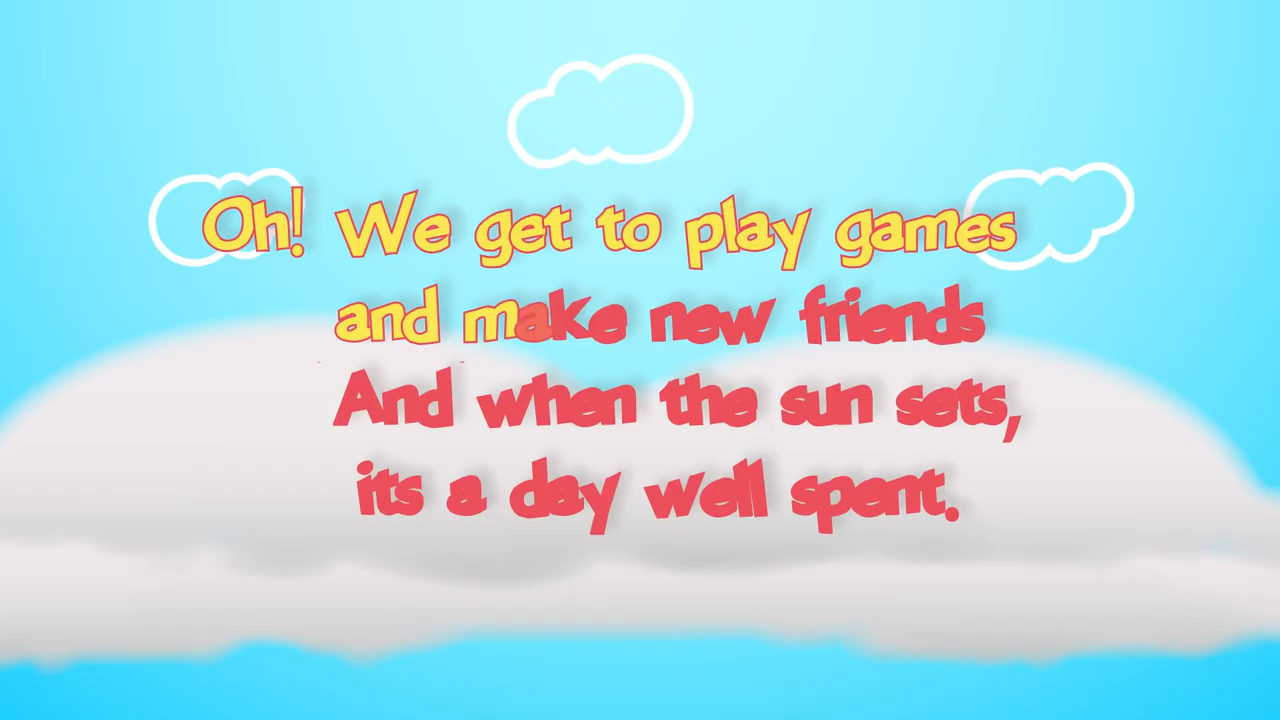 Oh! We get to play games
and make new friends
And when the sun sets,
its a day well spent.